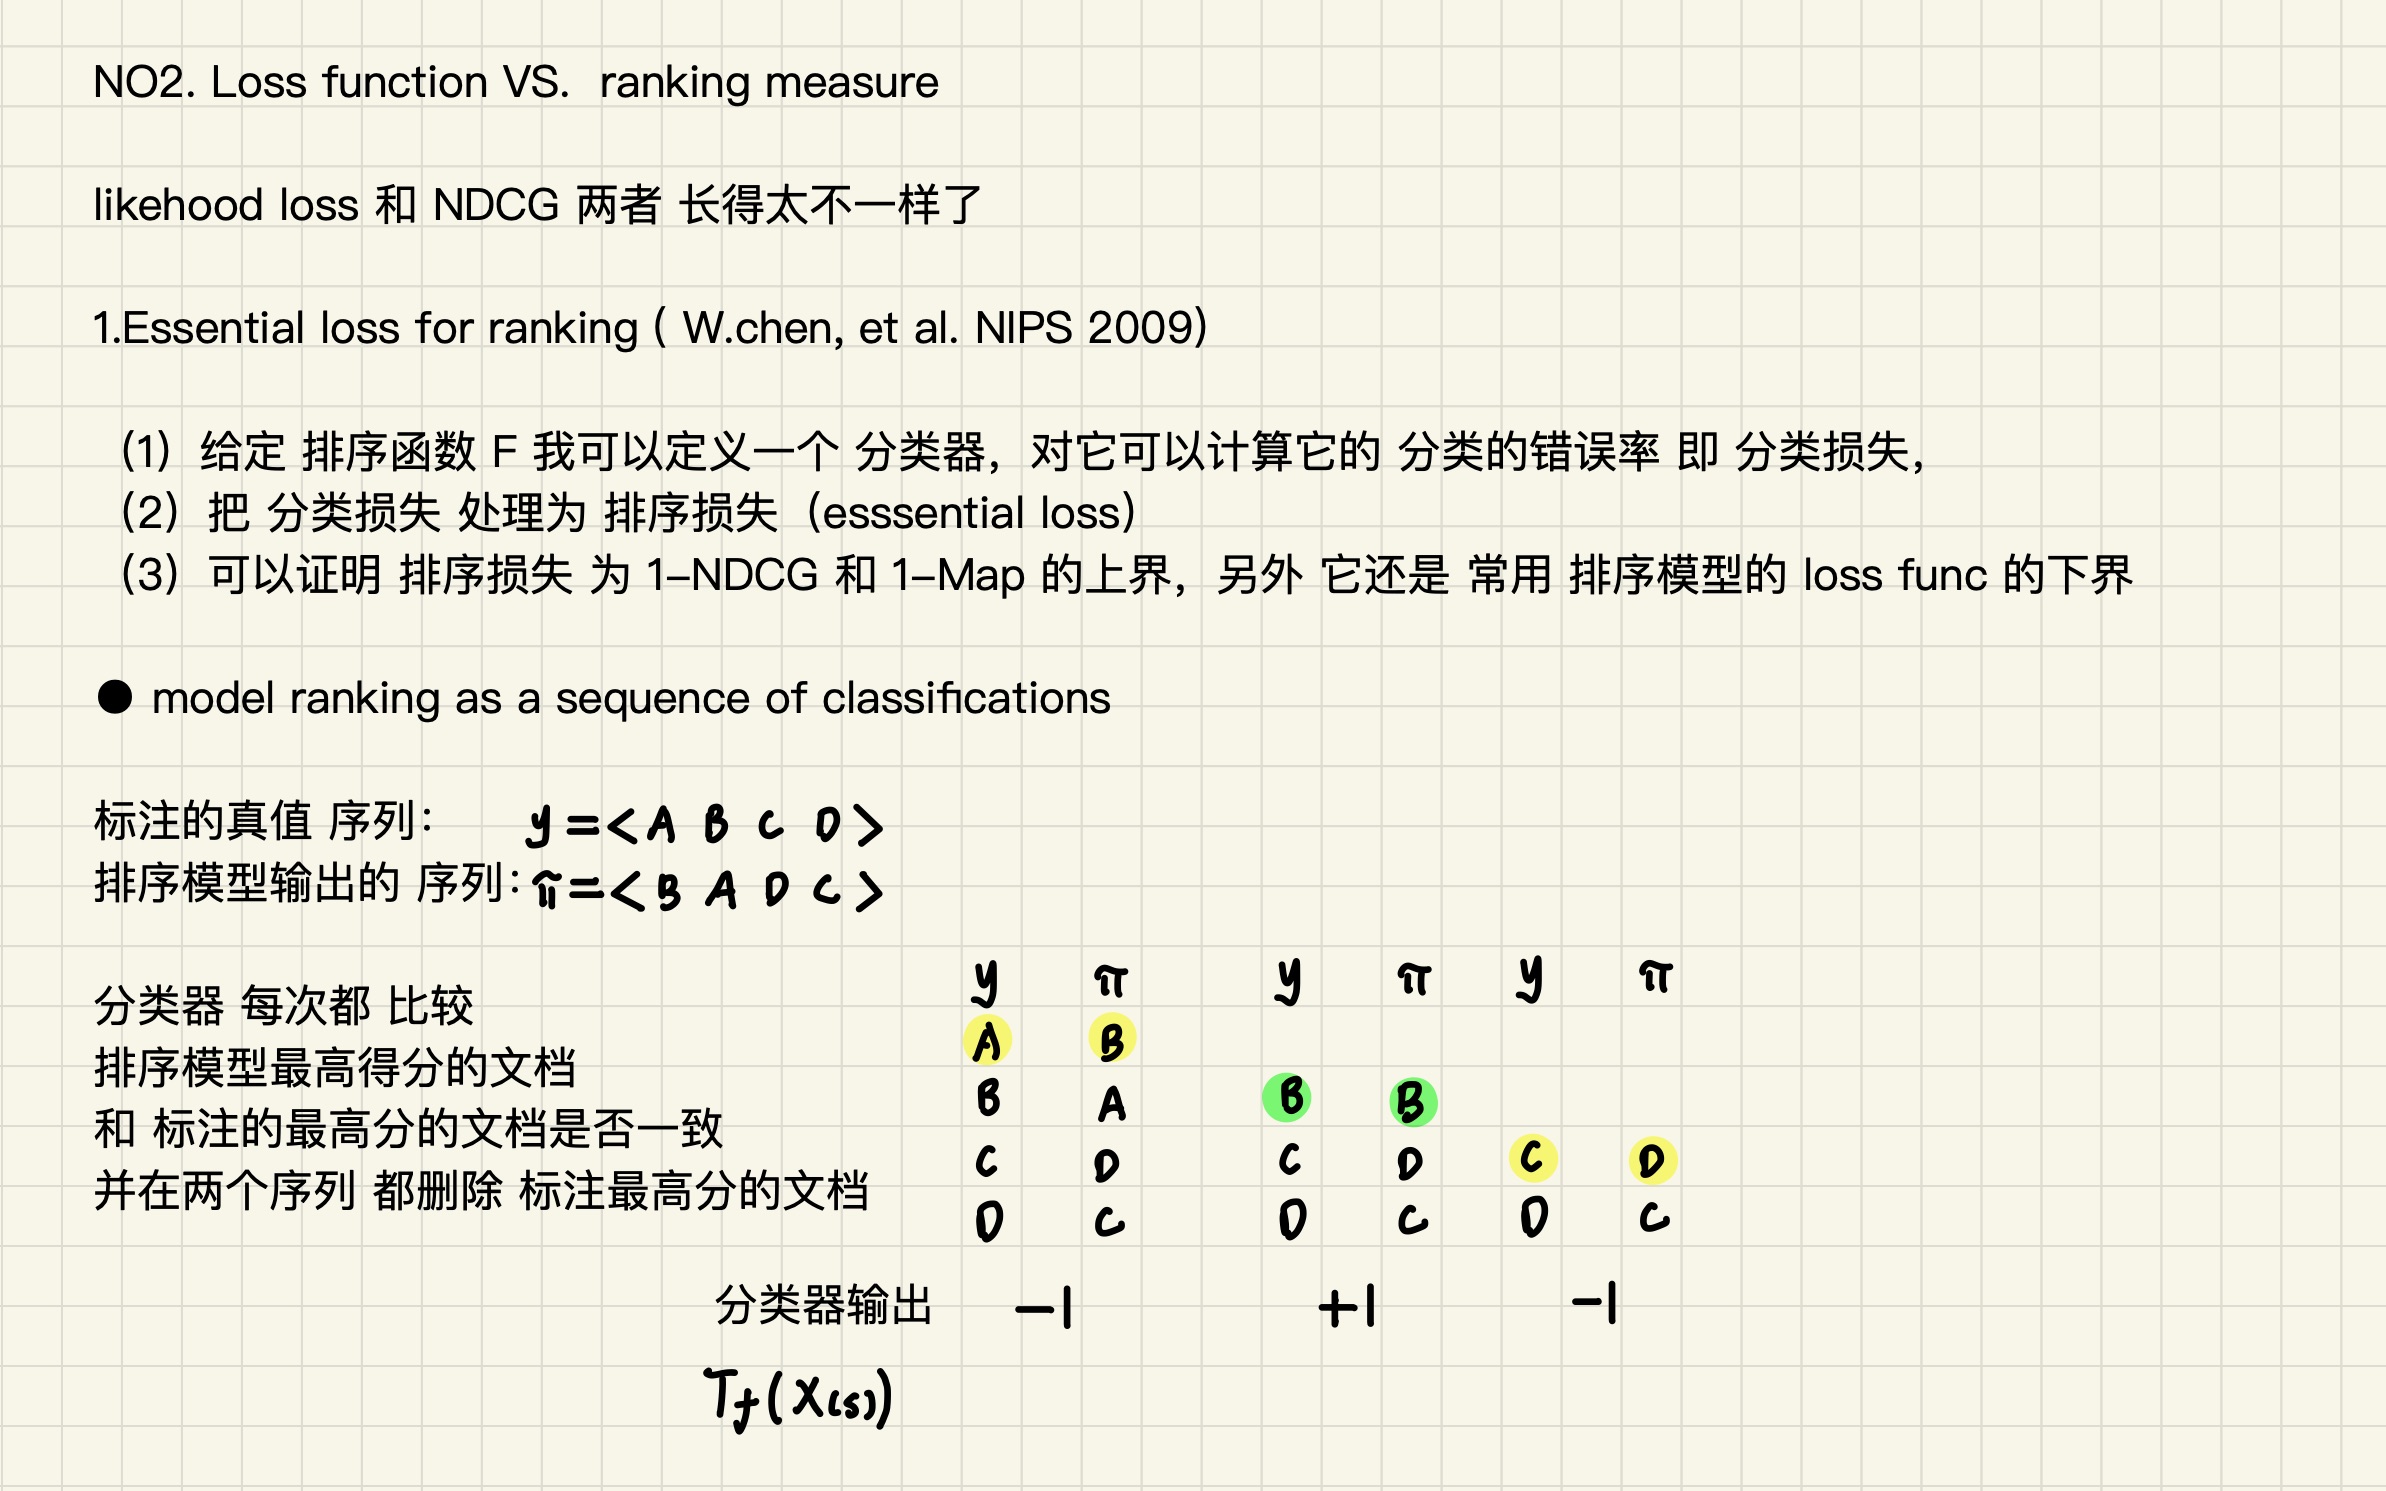 NO2. Loss function VS. ranking measure
likehood loss 和 NDCG 两者 长得太不一样了
1.Essential loss for ranking ( W.chen, et al. NIPS 2009)
（1）给定 排序函数 F 我可以定义一个 分类器，对它可以计算它的 分类的错误率 即 分类损失，
（2）把 分类损失 处理为 排序损失（esssential loss）
（3）可以证明 排序损失 为 1-NDCG 和 1-Map 的上界，另外 它还是 常用 排序模型的 loss func 的下界
● model ranking as a sequence of classifications
标注的真值 序列： y = < A B C D >
排序模型输出的 序列： π = < B A D C >
分类器 每次都 比较
排序模型最高得分的文档
和 标注的最高分的文档是否一致
并在两个序列 都删除 标注最高分的文档
y π y π y π
A B
B A B B
C D C D C D
D C D C D C
分类器输出 -1 +1 -1
Tf(X(s))